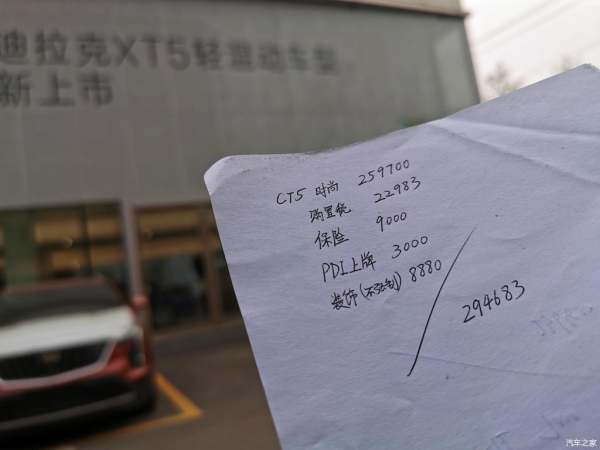 迪拉克XT5轻混动车型
新上市
CT5 时尚 259700
购置税 22983
保险 9000
PDI上牌 3000
装饰(不强制) 8880
294683
汽车之家